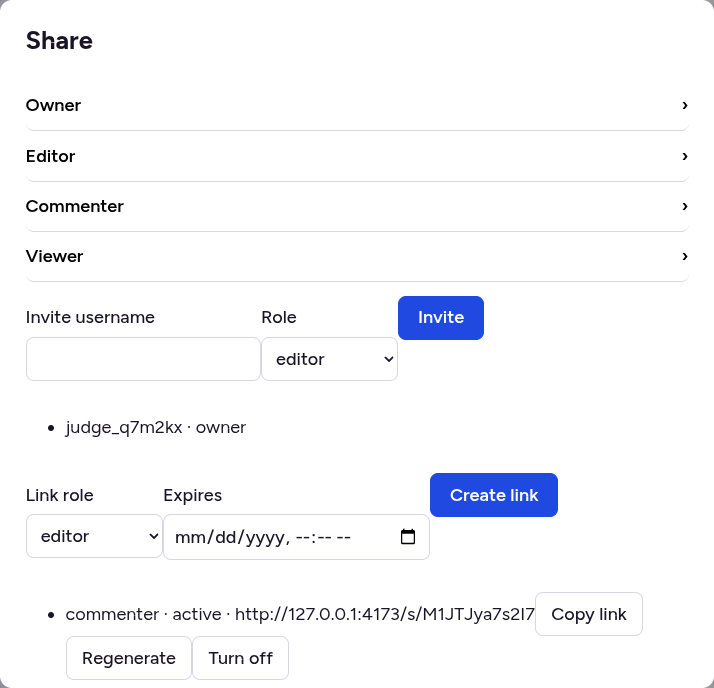 Share
Owner ›
Editor ›
Commenter ›
Viewer ›
Invite username Role Invite
editor
• judge_q7m2kx · owner
Link role Expires Create link
editor mm/dd/yyyy, --:-- --
• commenter · active · http://127.0.0.1:4173/s/M1JTJya7s2I7 Copy link
Regenerate Turn off